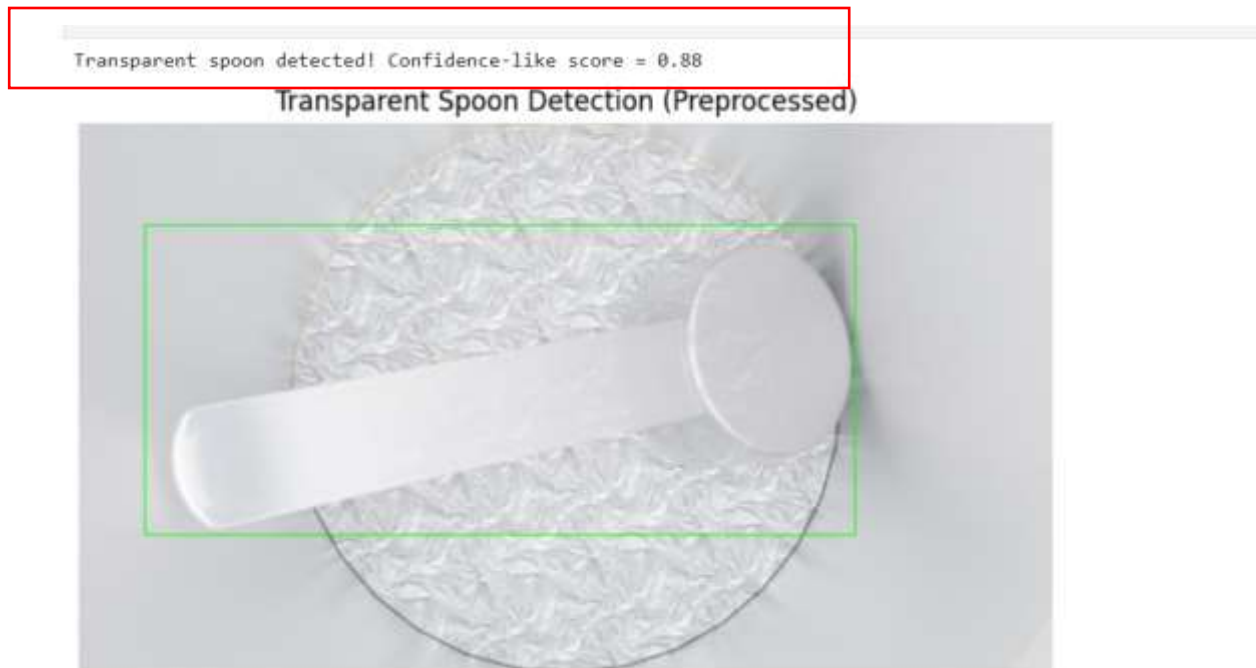 Transparent spoon detected! Confidence-like score = 0.88
Transparent Spoon Detection (Preprocessed)